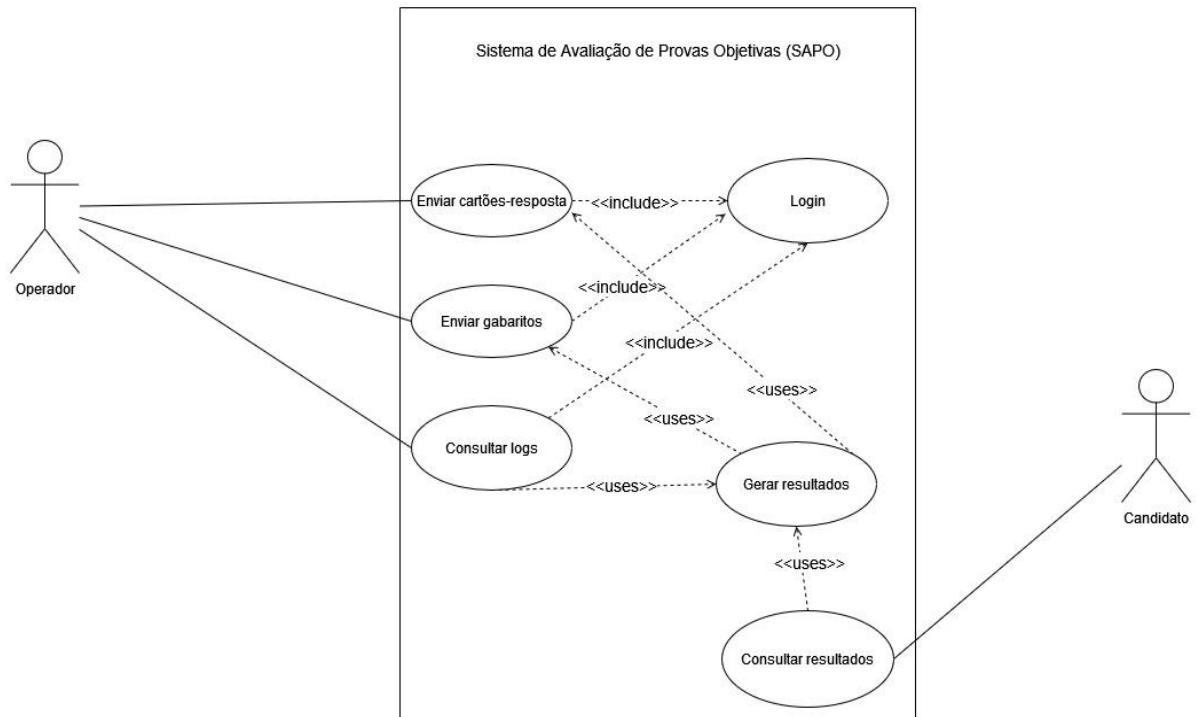 Sistema de Avaliação de Provas Objetivas (SAPO)
Enviar cartões-resposta
<<include>>
Login
Operador
<<include>>
Enviar gabaritos
<<include>>
<<uses>>
<<uses>>
Consultar logs
<<uses>>
Gerar resultados
Candidato
<<uses>>
Consultar resultados